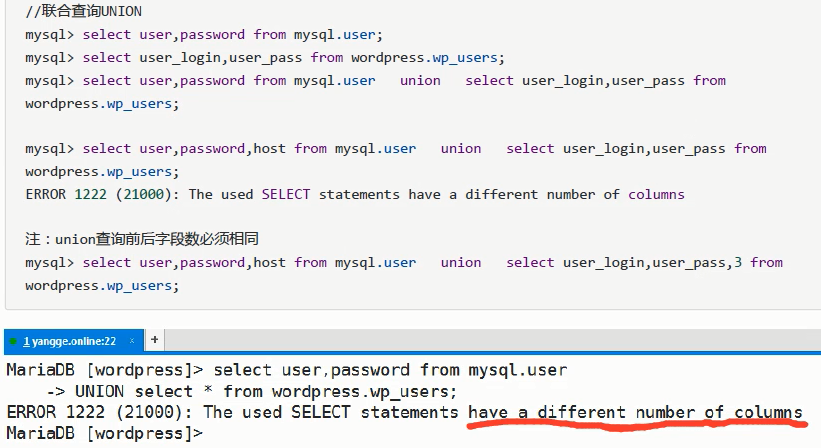 //联合查询UNION
mysql> select user,password from mysql.user;
mysql> select user_login,user_pass from wordpress.wp_users;
mysql> select user,password from mysql.user   union   select user_login,user_pass from
wordpress.wp_users;
mysql> select user,password,host from mysql.user   union   select user_login,user_pass from
wordpress.wp_users;
ERROR 1222 (21000): The used SELECT statements have a different number of columns
注：union查询前后字段数必须相同
mysql> select user,password,host from mysql.user   union   select user_login,user_pass,3 from
wordpress.wp_users;
1 yangge.online:22 × +
MariaDB [wordpress]> select user,password from mysql.user
    -> UNION select * from wordpress.wp_users;
ERROR 1222 (21000): The used SELECT statements have a different number of columns
MariaDB [wordpress]>